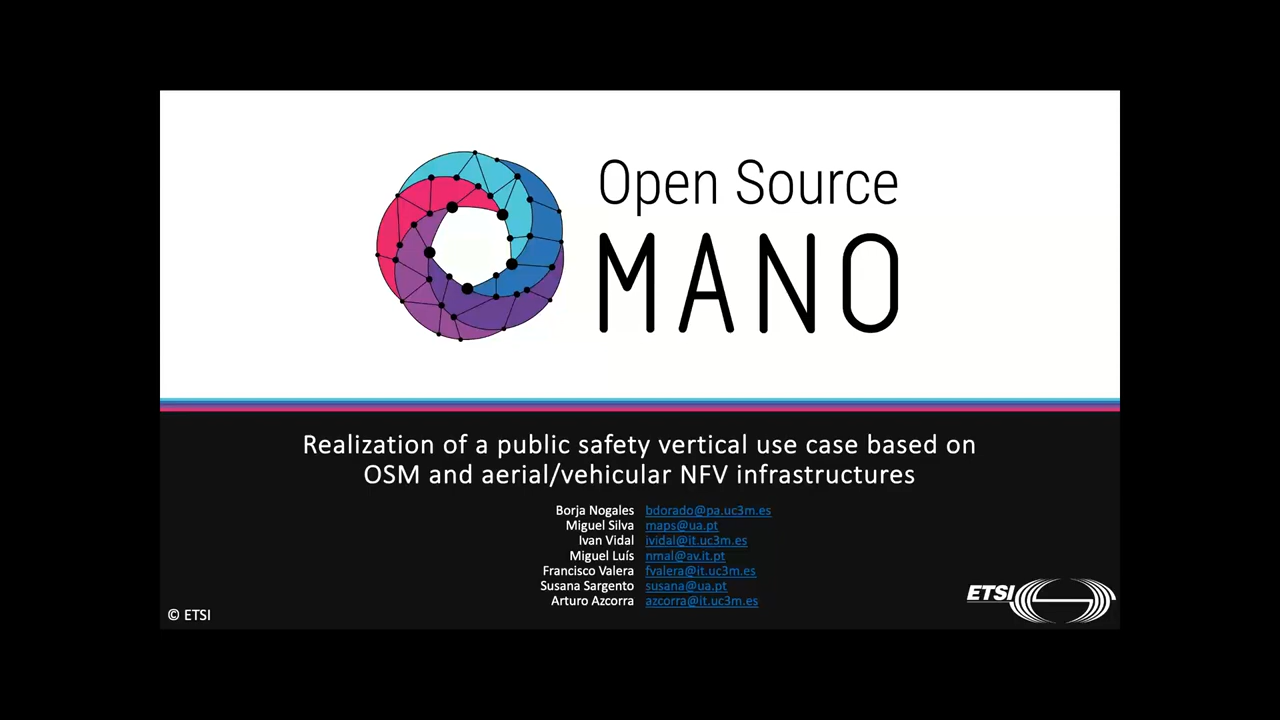 Open Source
MANO
Realization of a public safety vertical use case based on
OSM and aerial/vehicular NFV infrastructures
Borja Nogales bdorado@pa.uc3m.es
Miguel Silva maps@ua.pt
Ivan Vidal ividal@it.uc3m.es
Miguel Luís nmal@av.it.pt
Francisco Valera fvalera@it.uc3m.es
Susana Sargento susana@ua.pt
Arturo Azcorra azcorra@it.uc3m.es
© ETSI
ETSI